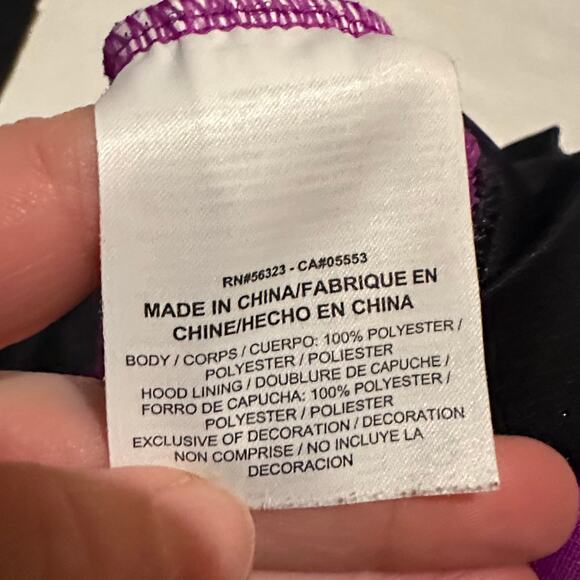 RN#56323 - CA#05553
MADE IN CHINA/FABRIQUE EN
CHINE/HECHO EN CHINA
BODY / CORPS / CUERPO: 100% POLYESTER /
POLYESTER / POLIESTER
HOOD LINING / DOUBLURE DE CAPUCHE /
FORRO DE CAPUCHA: 100% POLYESTER /
POLYESTER / POLIESTER
EXCLUSIVE OF DECORATION / DECORATION
NON COMPRISE / NO INCLUYE LA
DECORACION